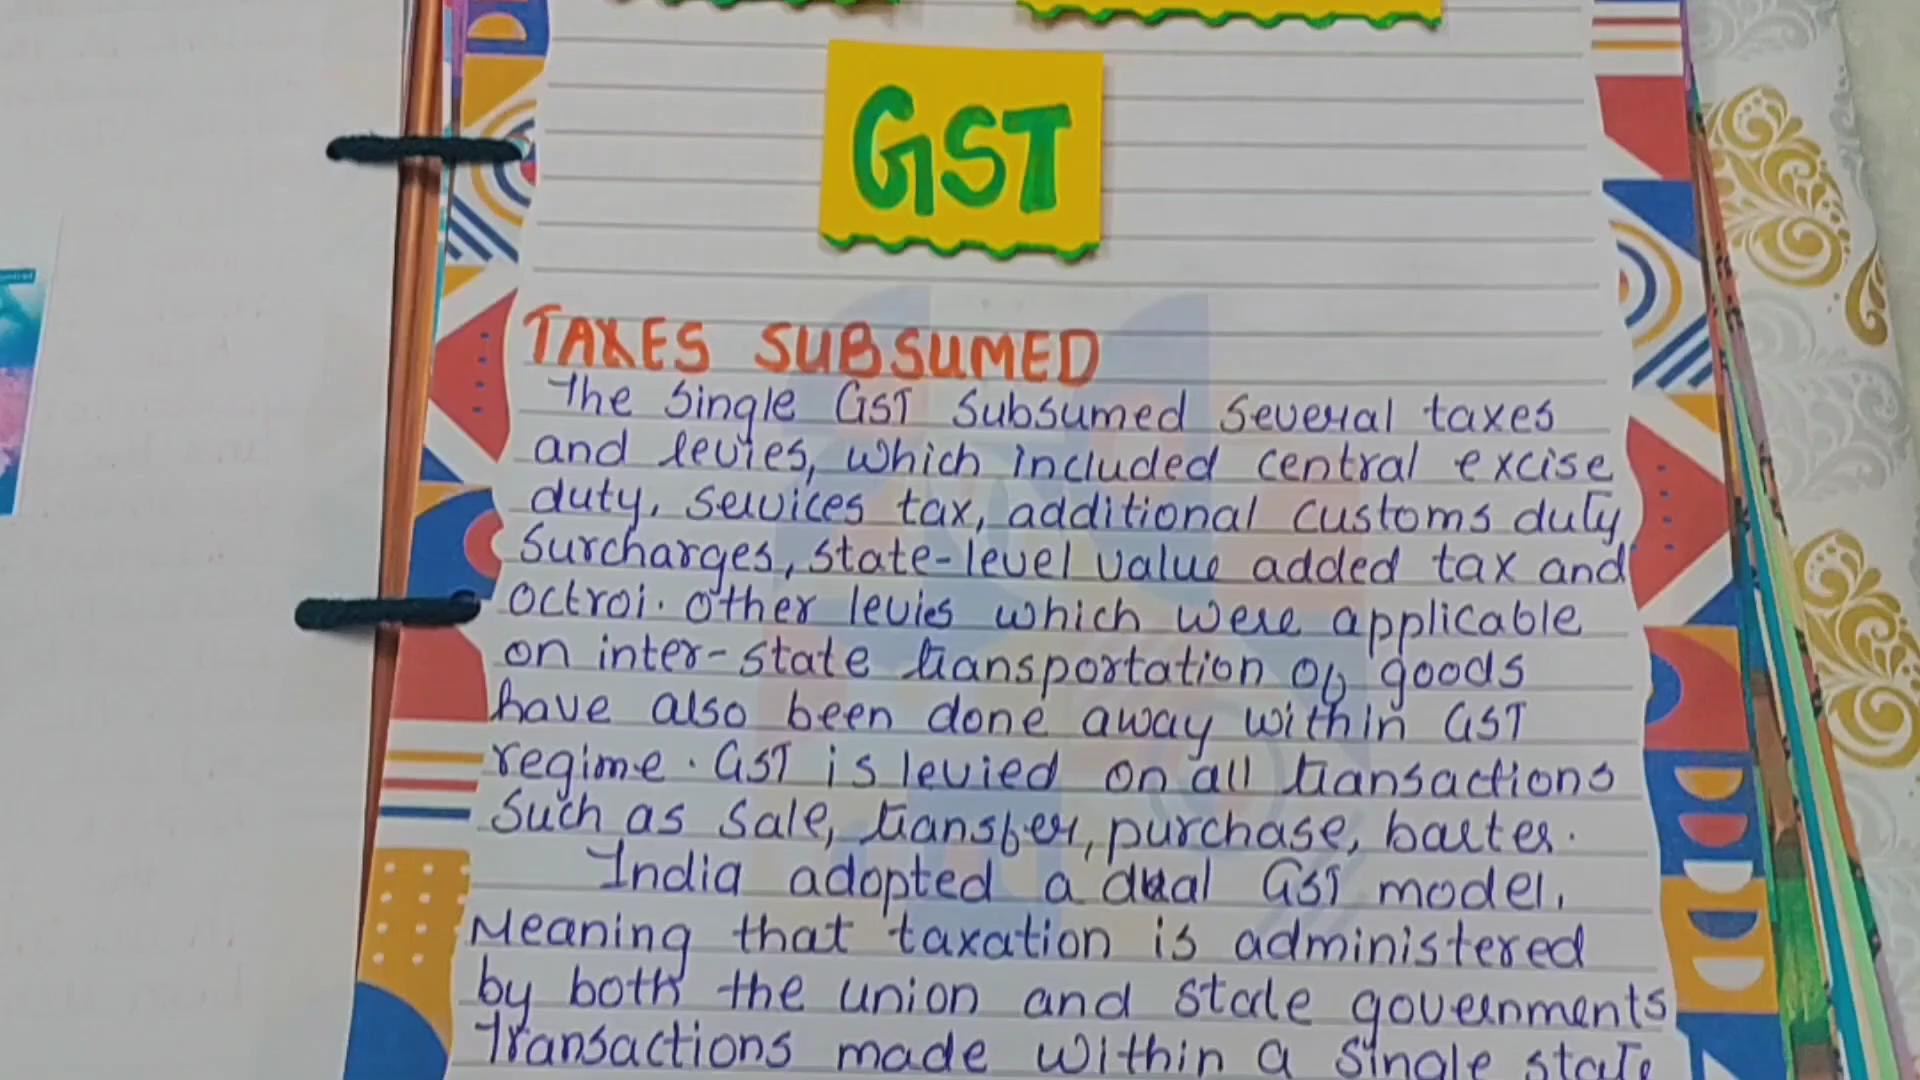 GST
TAXES SUBSUMED
The single GST subsumed several taxes
and levies, which included central excise
duty, services tax, additional customs duty
surcharges, state-level value added tax and
octroi. other levies which were applicable
on inter-state transportation of goods
have also been done away within GST
regime. GST is levied on all transactions
such as sale, transfer, purchase, barter.
India adopted a dual GST model,
Meaning that taxation is administered
by both the union and state governments
Transactions made within a single state